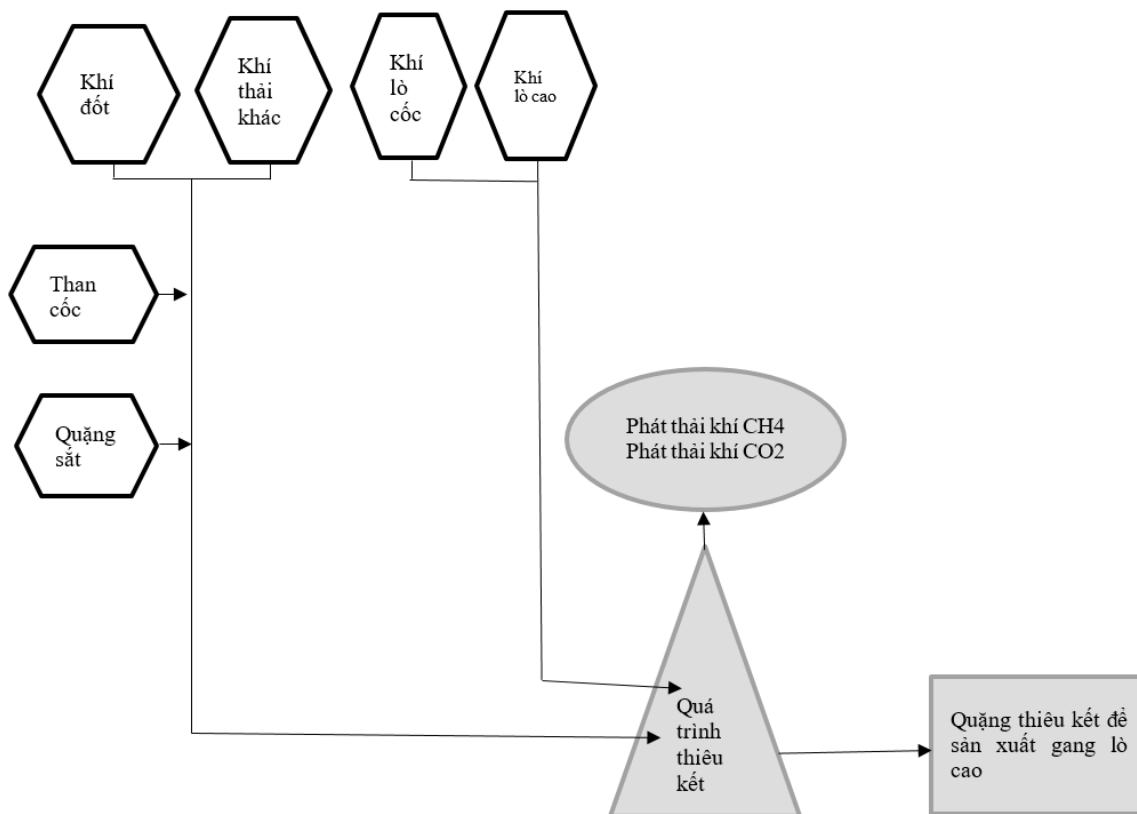 Khí
đốt
Khí
thải
khác
Khí
lò
cốc
Khí
lò cao
Than
cốc
Quặng
sắt
Phát thải khí CH4
Phát thải khí CO2
Quá
trình
thiêu
kết
Quặng thiêu kết để
sản xuất gang lò
cao